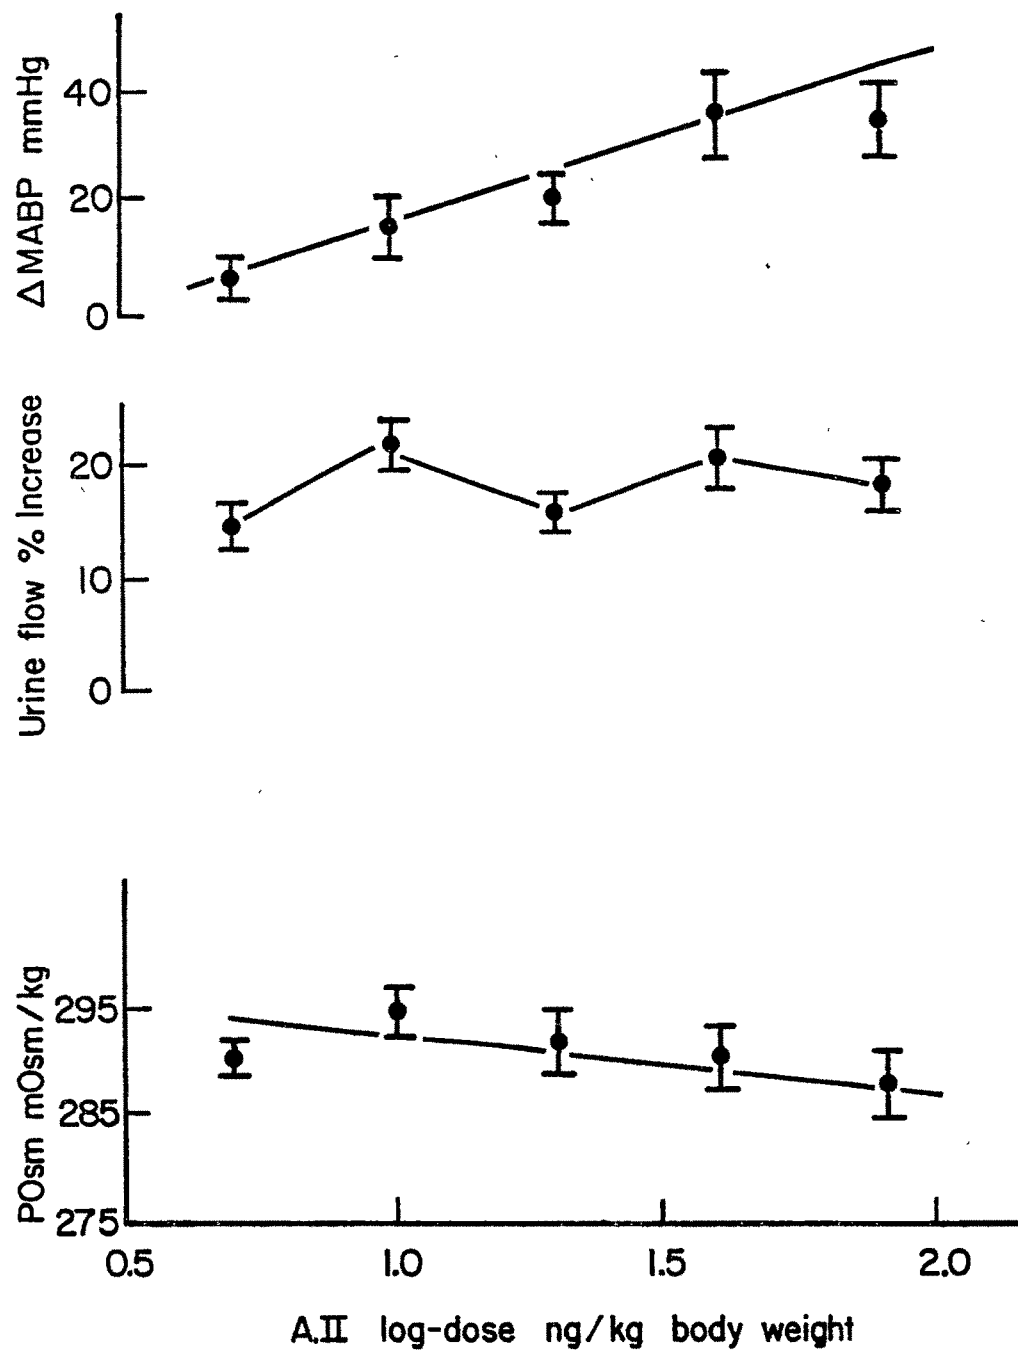 ΔMABP mmHg
40
20
0
Urine flow % Increase
20
10
0
POsm mOsm/kg
295
285
275
0.5 1.0 1.5 2.0
A.II log-dose ng/kg body weight